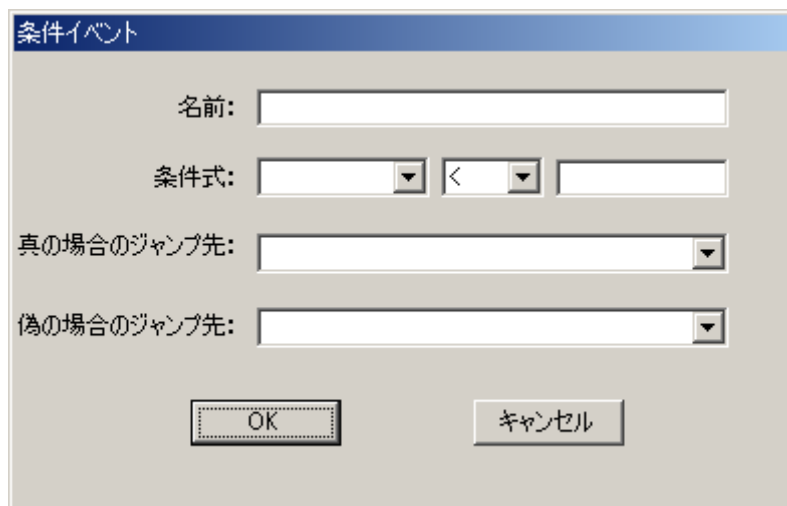 条件イベント
名前:
条件式: <
真の場合のジャンプ先:
偽の場合のジャンプ先:
OK キャンセル